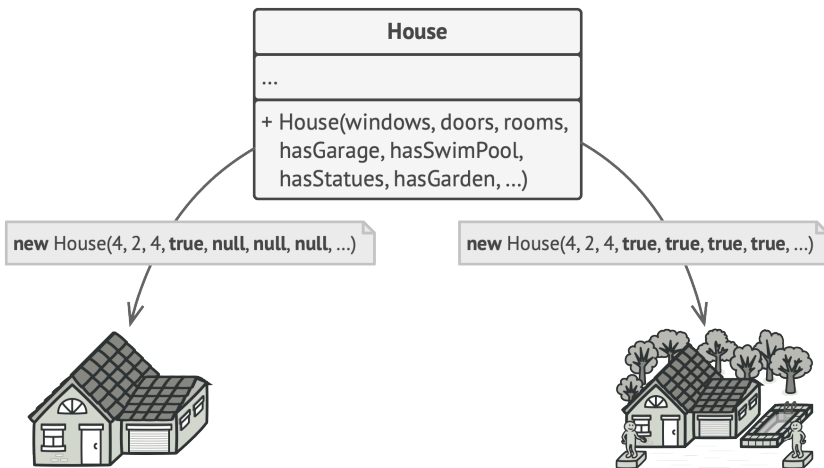 House
...
+ House(windows, doors, rooms,
hasGarage, hasSwimPool,
hasStatues, hasGarden, ...)
new House(4, 2, 4, true, null, null, null, ...)
new House(4, 2, 4, true, true, true, true, ...)